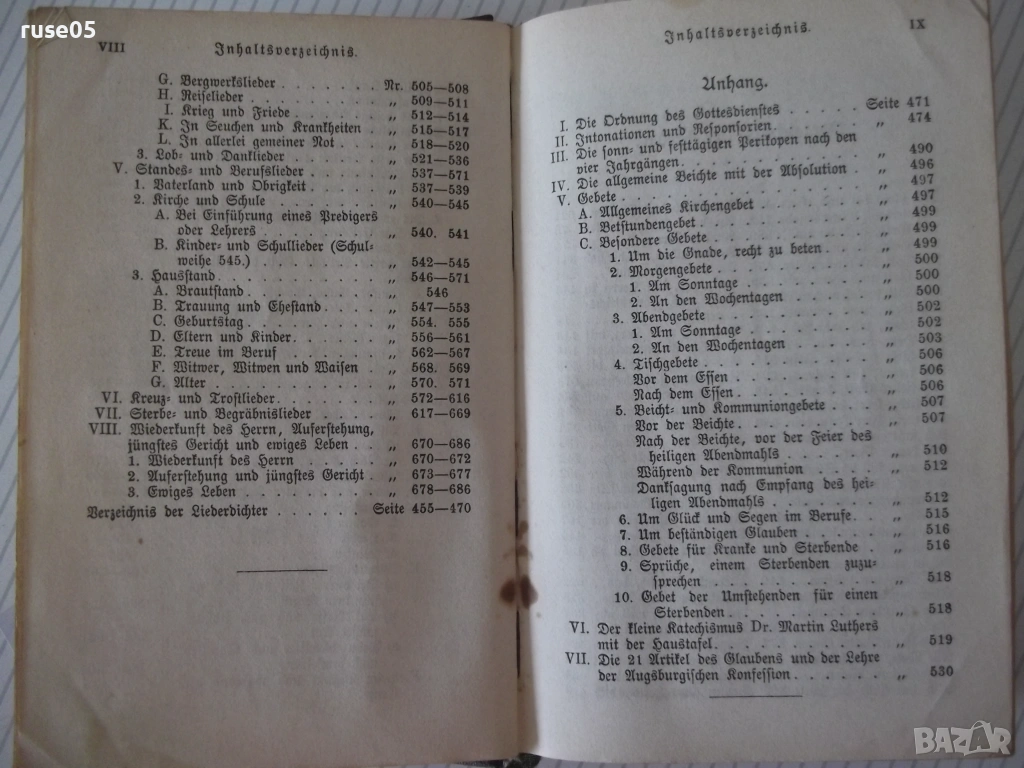 ruse05
VIII Inhaltsverzeichnis.
G. Bergwerkslieder . . . . . . . Nr. 505—508
H. Reiselieder . . . . . . . . „ 509—511
I. Krieg und Friede . . . . . . „ 512—514
K. In Seuchen und Krankheiten . . „ 515—517
L. In allerlei gemeiner Not . . . . „ 518—520
3. Lob- und Danklieder . . . . . . „ 521—536
V. Standes- und Berufslieder . . . . . „ 537—571
1. Vaterland und Obrigkeit . . . . . „ 537—539
2. Kirche und Schule . . . . . . . „ 540—545
A. Bei Einführung eines Predigers
oder Lehrers . . . . . . . . „ 540. 541
B. Kinder- und Schullieder (Schul-
weihe 545.) . . . . . . . . „ 542—545
3. Hausstand . . . . . . . . . . „ 546—571
A. Brautstand . . . . . . . . . „ 546
B. Trauung und Ehestand . . . . „ 547—553
C. Geburtstag . . . . . . . . . „ 554. 555
D. Eltern und Kinder . . . . . . „ 556—561
E. Treue im Beruf . . . . . . . „ 562—567
F. Witwer, Witwen und Waisen . . „ 568. 569
G. Alter . . . . . . . . . . . „ 570. 571
VI. Kreuz- und Trostlieder . . . . . . . „ 572—616
VII. Sterbe- und Begräbnislieder . . . . . „ 617—669
VIII. Wiederkunft des Herrn, Auferstehung,
jüngstes Gericht und ewiges Leben . . „ 670—686
1. Wiederkunft des Herrn . . . . . „ 670—672
2. Auferstehung und jüngstes Gericht . „ 673—677
3. Ewiges Leben . . . . . . . . . „ 678—686
Verzeichnis der Liederdichter . . . . . . Seite 455—470
Inhaltsverzeichnis. IX
Anhang.
I. Die Ordnung des Gottesdienstes . . . . Seite 471
II. Intonationen und Responsorien . . . . . „ 474
III. Die sonn- und festtägigen Perikopen nach den
vier Jahrgängen . . . . . . . . . . „ 490
IV. Die allgemeine Beichte mit der Absolution . „ 496
V. Gebete . . . . . . . . . . . . . „ 497
A. Allgemeines Kirchengebet . . . . . . „ 497
B. Betstundengebet . . . . . . . . . „ 499
C. Besondere Gebete . . . . . . . . . „ 499
1. Um die Gnade, recht zu beten . . . . „ 499
2. Morgengebete . . . . . . . . . „ 500
1. Am Sonntage . . . . . . . . „ 500
2. An den Wochentagen . . . . . . „ 500
3. Abendgebete . . . . . . . . . . „ 502
1. Am Sonntage . . . . . . . . „ 502
2. An den Wochentagen . . . . . . „ 503
4. Tischgebete . . . . . . . . . . „ 506
Vor dem Essen . . . . . . . . „ 506
Nach dem Essen . . . . . . . . „ 506
5. Beicht- und Kommuniongebete . . . . „ 507
Vor der Beichte . . . . . . . . „ 507
Nach der Beichte, vor der Feier des
heiligen Abendmahls . . . . . . „ 510
Während der Kommunion . . . . . „ 512
Danksagung nach Empfang des hei-
ligen Abendmahls . . . . . . . „ 512
6. Um Glück und Segen im Berufe . . . „ 515
7. Um beständigen Glauben . . . . . . „ 516
8. Gebete für Kranke und Sterbende . . „ 516
9. Sprüche, einem Sterbenden zuzu-
sprechen . . . . . . . . . . . „ 518
10. Gebet der Umstehenden für einen
Sterbenden . . . . . . . . . . „ 518
VI. Der kleine Katechismus Dr. Martin Luthers
mit der Haustafel . . . . . . . . . „ 519
VII. Die 21 Artikel des Glaubens und der Lehre
der Augsburgischen Konfession . . . . . „ 530
BAZAR